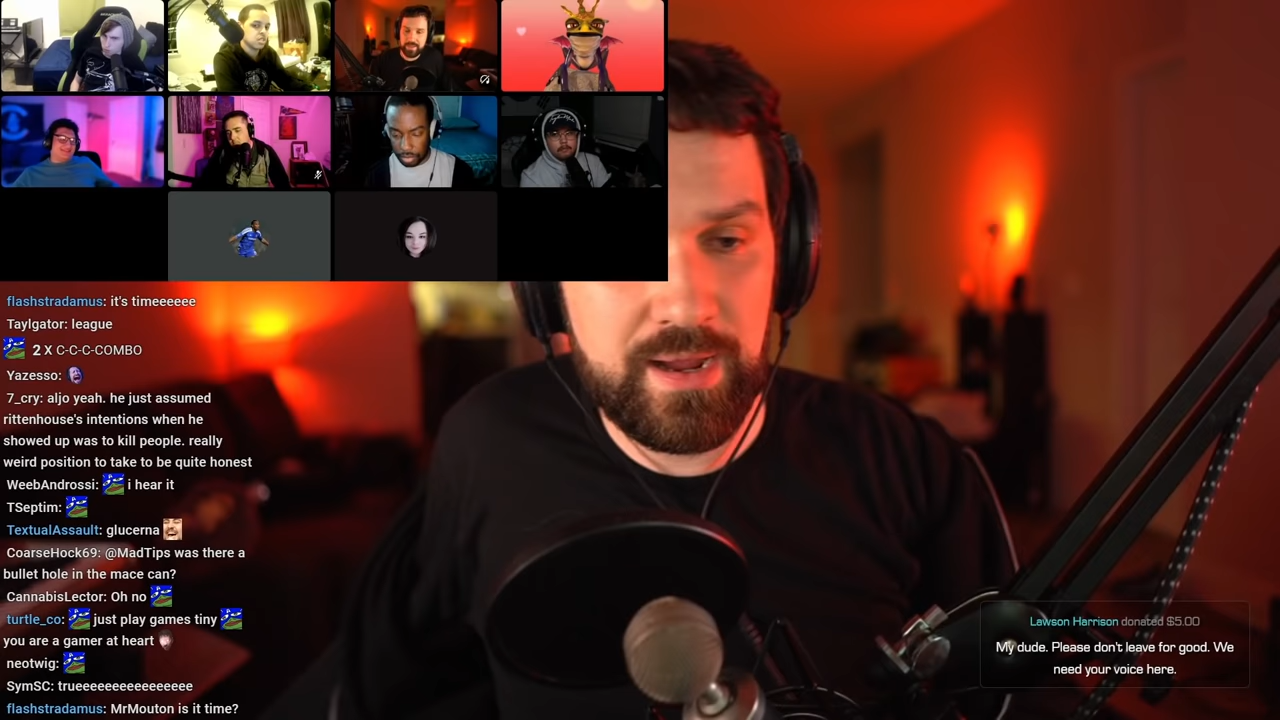 flashstradamus: it's timeeeeee
Taylgator: league
2 X C-C-C-COMBO
Yazesso:
7_cry: aljo yeah. he just assumed
rittenhouse's intentions when he
showed up was to kill people. really
weird position to take to be quite honest
WeebAndrossi: i hear it
TSeptim:
TextualAssault: glucerna
CoarseHock69: @MadTips was there a
bullet hole in the mace can?
CannabisLector: Oh no
turtle_co: just play games tiny
you are a gamer at heart
neotwig:
SymSC: trueeeeeeeeeeeeeeee
flashstradamus: MrMouton is it time?
Lawson Harrison donated $5.00
My dude. Please don't leave for good. We
need your voice here.